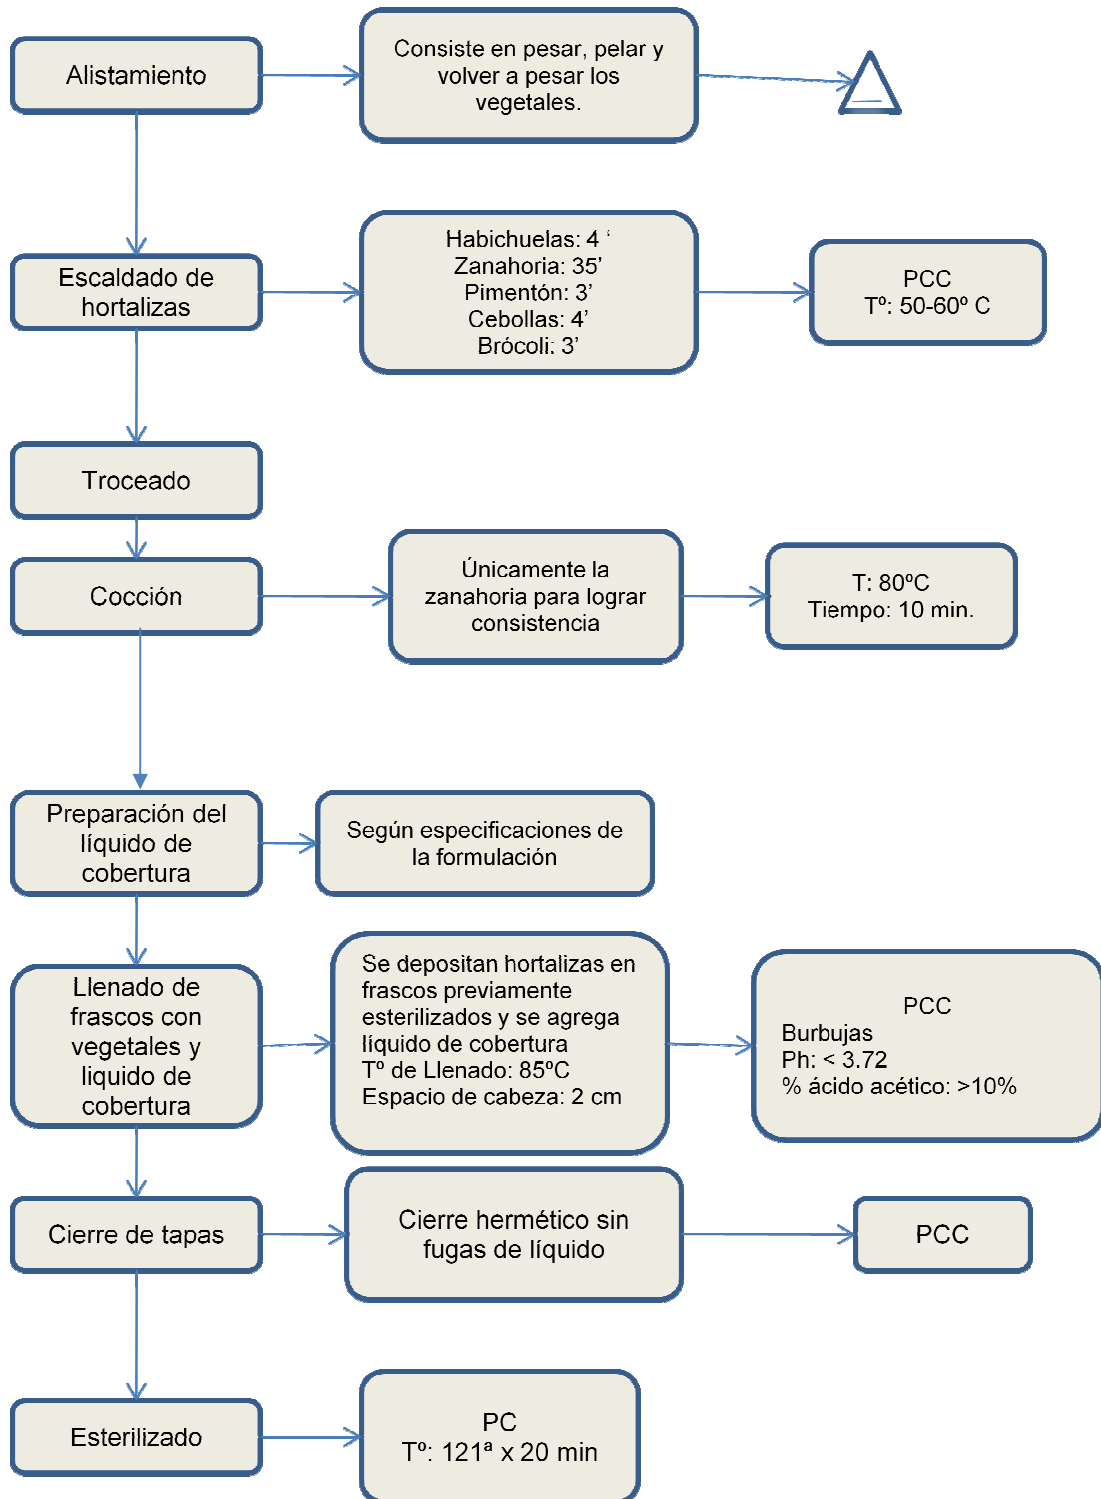 Alistamiento
Consiste en pesar, pelar y
volver a pesar los
vegetales.
Escaldado de
hortalizas
Habichuelas: 4 ‘
Zanahoria: 35’
Pimentón: 3’
Cebollas: 4’
Brócoli: 3’
PCC
Tº: 50-60º C
Troceado
Cocción
Únicamente la
zanahoria para lograr
consistencia
T: 80ºC
Tiempo: 10 min.
Preparación del
líquido de
cobertura
Según especificaciones de
la formulación
Llenado de
frascos con
vegetales y
liquido de
cobertura
Se depositan hortalizas en
frascos previamente
esterilizados y se agrega
líquido de cobertura
Tº de Llenado: 85ºC
Espacio de cabeza: 2 cm
PCC
Burbujas
Ph: < 3.72
% ácido acético: >10%
Cierre de tapas
Cierre hermético sin
fugas de líquido
PCC
Esterilizado
PC
Tº: 121ª x 20 min